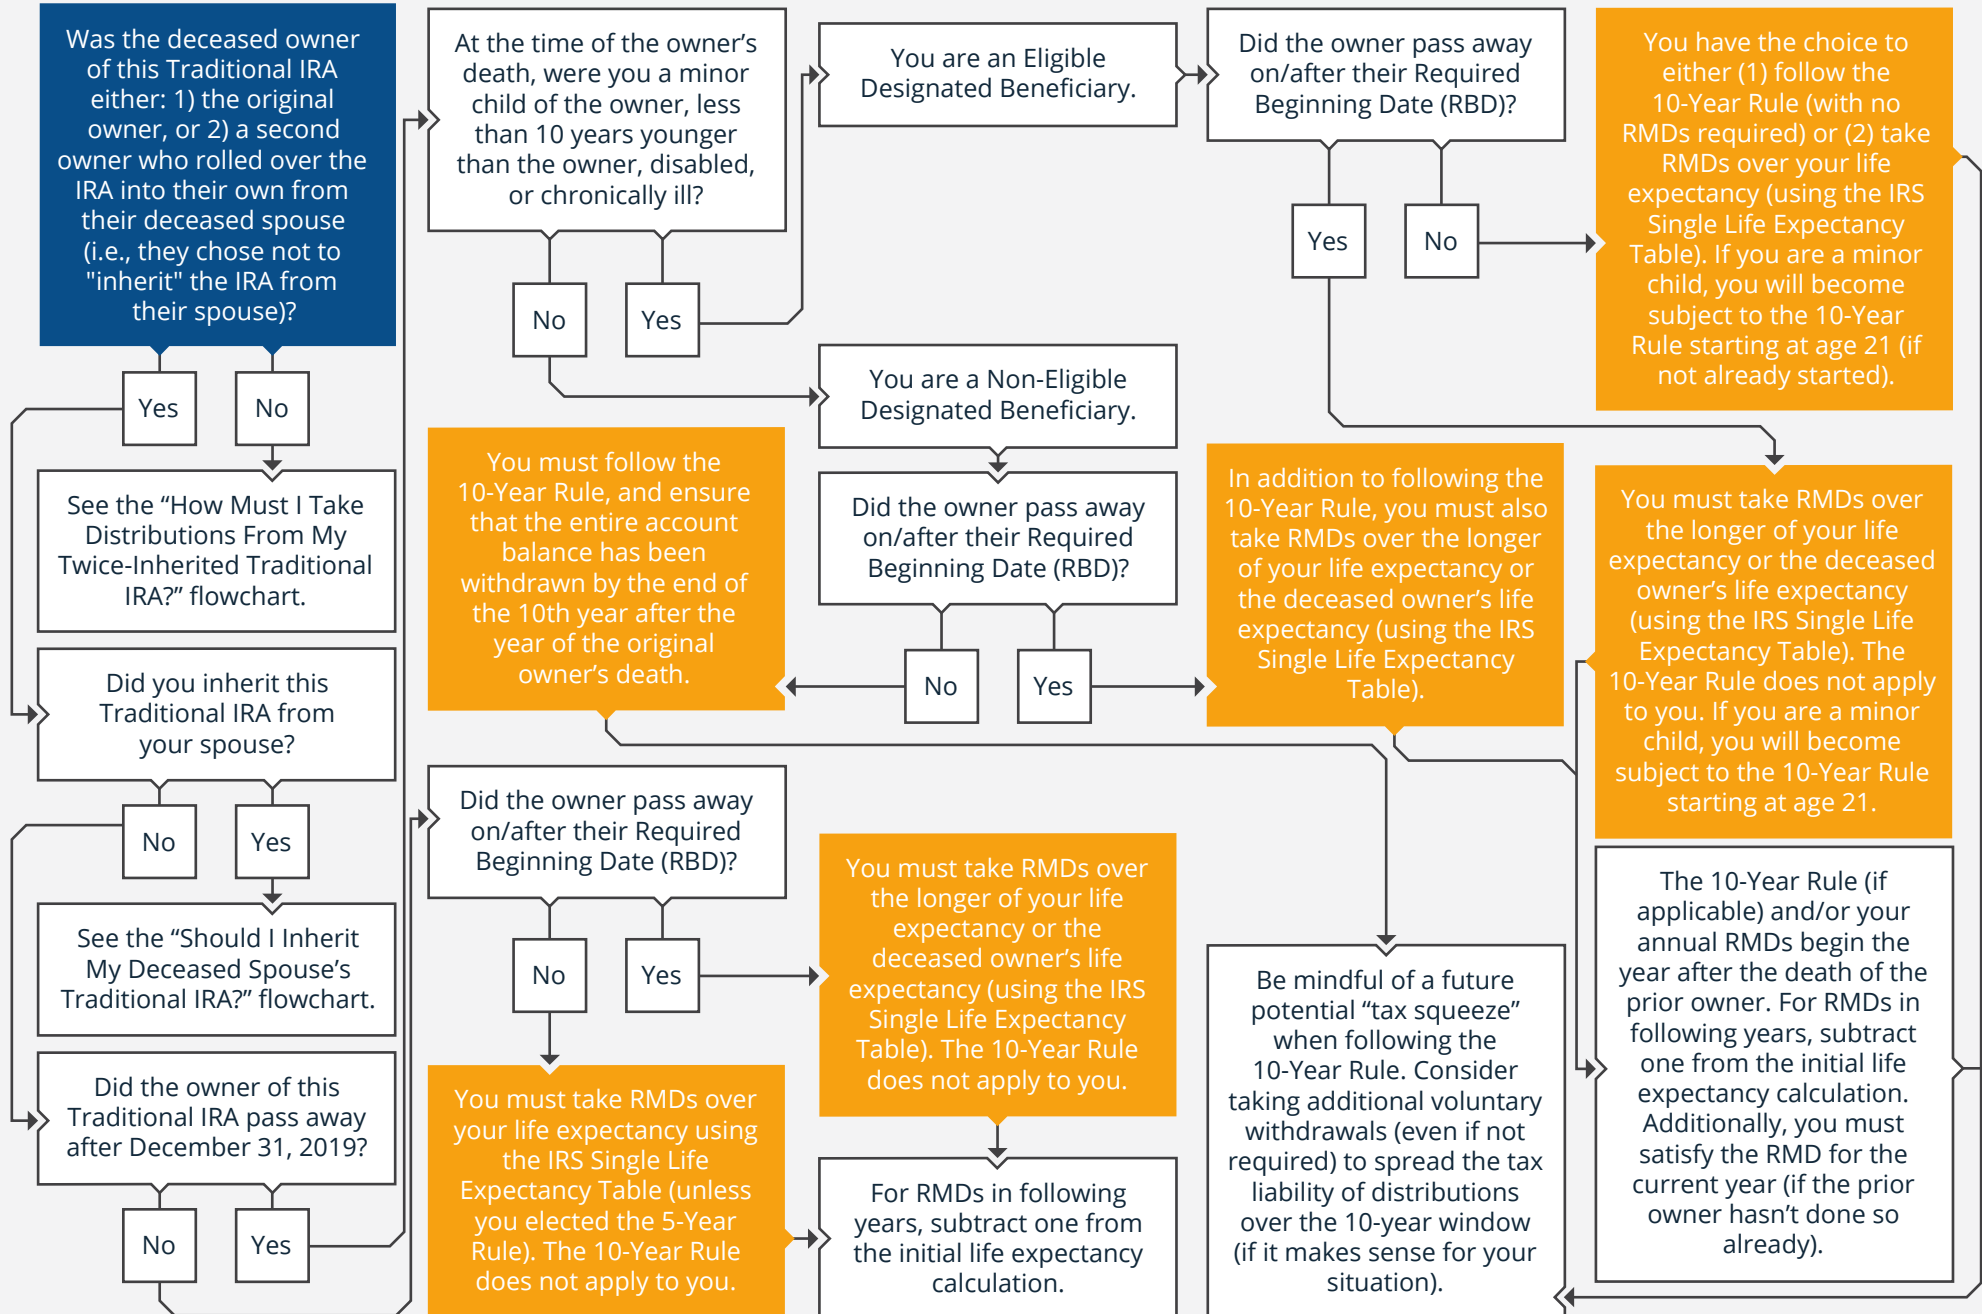 Was the deceased owner
of this Traditional IRA
either: 1) the original
owner, or 2) a second
owner who rolled over the
IRA into their own from
their deceased spouse
(i.e., they chose not to
"inherit" the IRA from
their spouse)?
Yes
No
See the “How Must I Take
Distributions From My
Twice-Inherited Traditional
IRA?” flowchart.
Did you inherit this
Traditional IRA from
your spouse?
No
Yes
See the “Should I Inherit
My Deceased Spouse’s
Traditional IRA?” flowchart.
Did the owner of this
Traditional IRA pass away
after December 31, 2019?
No
Yes
At the time of the owner’s
death, were you a minor
child of the owner, less
than 10 years younger
than the owner, disabled,
or chronically ill?
No
Yes
You must follow the
10-Year Rule, and ensure
that the entire account
balance has been
withdrawn by the end of
the 10th year after the
year of the original
owner’s death.
Did the owner pass away
on/after their Required
Beginning Date (RBD)?
No
Yes
You must take RMDs over
your life expectancy using
the IRS Single Life
Expectancy Table (unless
you elected the 5-Year
Rule). The 10-Year Rule
does not apply to you.
You are an Eligible
Designated Beneficiary.
You are a Non-Eligible
Designated Beneficiary.
Did the owner pass away
on/after their Required
Beginning Date (RBD)?
No
Yes
You must take RMDs over
the longer of your life
expectancy or the
deceased owner’s life
expectancy (using the IRS
Single Life Expectancy
Table). The 10-Year Rule
does not apply to you.
For RMDs in following
years, subtract one from
the initial life expectancy
calculation.
Did the owner pass away
on/after their Required
Beginning Date (RBD)?
Yes
No
In addition to following the
10-Year Rule, you must also
take RMDs over the longer
of your life expectancy or
the deceased owner’s life
expectancy (using the IRS
Single Life Expectancy
Table).
Be mindful of a future
potential “tax squeeze”
when following the
10-Year Rule. Consider
taking additional voluntary
withdrawals (even if not
required) to spread the tax
liability of distributions
over the 10-year window
(if it makes sense for your
situation).
You have the choice to
either (1) follow the
10-Year Rule (with no
RMDs required) or (2) take
RMDs over your life
expectancy (using the IRS
Single Life Expectancy
Table). If you are a minor
child, you will become
subject to the 10-Year
Rule starting at age 21 (if
not already started).
You must take RMDs over
the longer of your life
expectancy or the deceased
owner’s life expectancy
(using the IRS Single Life
Expectancy Table). The
10-Year Rule does not apply
to you. If you are a minor
child, you will become
subject to the 10-Year Rule
starting at age 21.
The 10-Year Rule (if
applicable) and/or your
annual RMDs begin the
year after the death of the
prior owner. For RMDs in
following years, subtract
one from the initial life
expectancy calculation.
Additionally, you must
satisfy the RMD for the
current year (if the prior
owner hasn't done so
already).